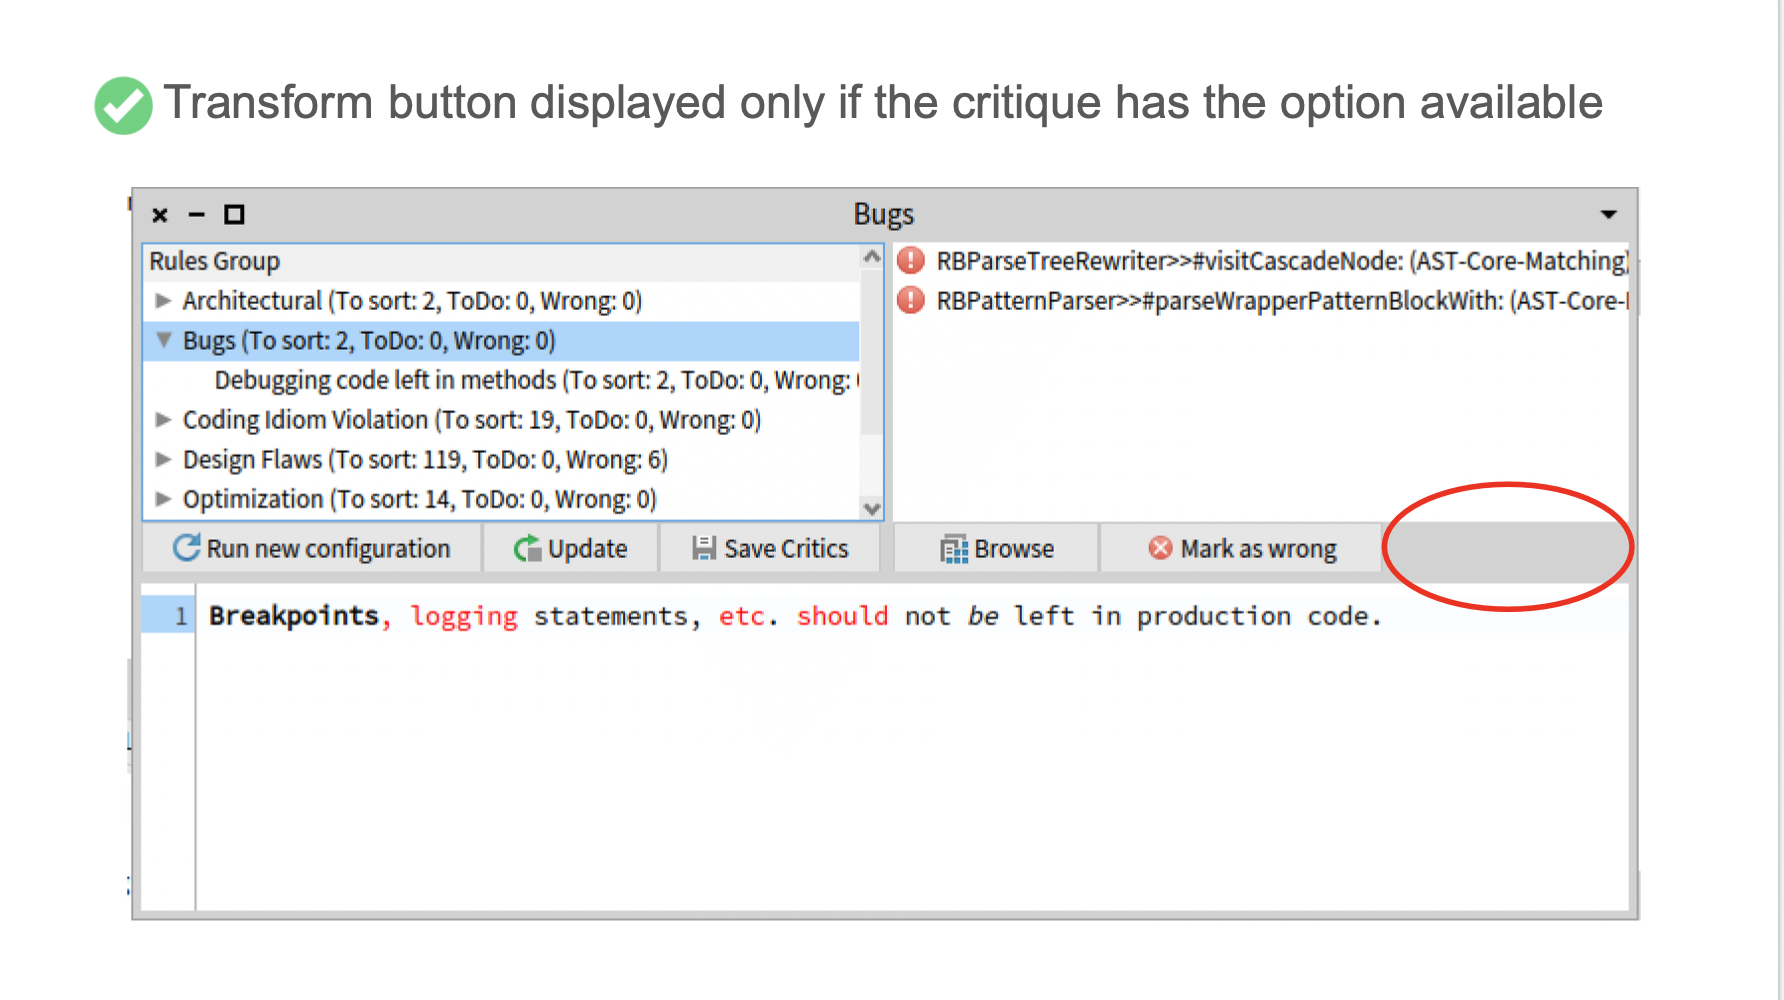 Transform button displayed only if the critique has the option available
Bugs
Rules Group
Architectural (To sort: 2, ToDo: 0, Wrong: 0)
Bugs (To sort: 2, ToDo: 0, Wrong: 0)
Debugging code left in methods (To sort: 2, ToDo: 0, Wrong:
Coding Idiom Violation (To sort: 19, ToDo: 0, Wrong: 0)
Design Flaws (To sort: 119, ToDo: 0, Wrong: 6)
Optimization (To sort: 14, ToDo: 0, Wrong: 0)
RBParseTreeRewriter>>#visitCascadeNode: (AST-Core-Matching)
RBPatternParser>>#parseWrapperPatternBlockWith: (AST-Core-
Run new configuration
Update
Save Critics
Browse
Mark as wrong
1 Breakpoints, logging statements, etc. should not be left in production code.